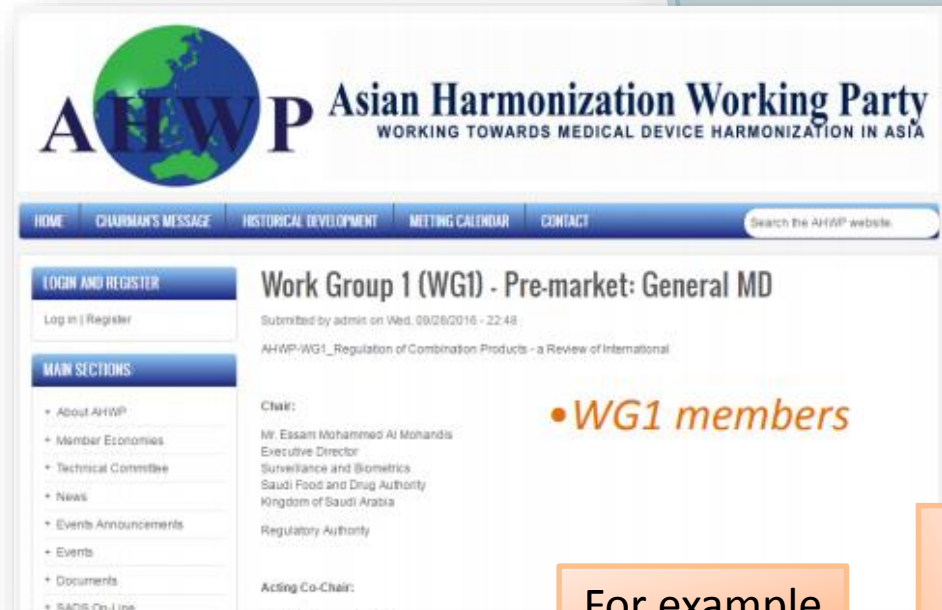 AHWP
Asian Harmonization Working Party
WORKING TOWARDS MEDICAL DEVICE HARMONIZATION IN ASIA
HOME CHAIRMAN'S MESSAGE HISTORICAL DEVELOPMENT MEETING CALENDAR CONTACT Search the AHWP website.
LOGIN AND REGISTER
Log in | Register
MAIN SECTIONS
+ About AHWP
+ Member Economies
+ Technical Committee
+ News
+ Events Announcements
+ Events
+ Documents
+ SADS On-Line
Work Group 1 (WG1) - Pre-market: General MD
Submitted by admin on Wed, 09/28/2016 - 22:48
AHWP-WG1_Regulation of Combination Products - a Review of International
Chair:
Mr. Essam Mohammed Al Mohandis
Executive Director
Surveillance and Biometrics
Saudi Food and Drug Authority
Kingdom of Saudi Arabia
Regulatory Authority
Acting Co-Chair:
•WG1 members
For example